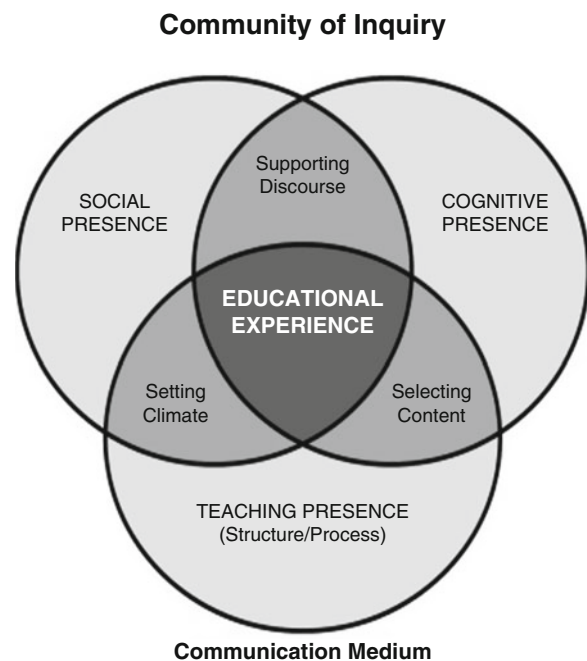 Community of Inquiry
Supporting
Discourse
SOCIAL
PRESENCE
COGNITIVE
PRESENCE
EDUCATIONAL
EXPERIENCE
Setting
Climate
Selecting
Content
TEACHING PRESENCE
(Structure/Process)
Communication Medium